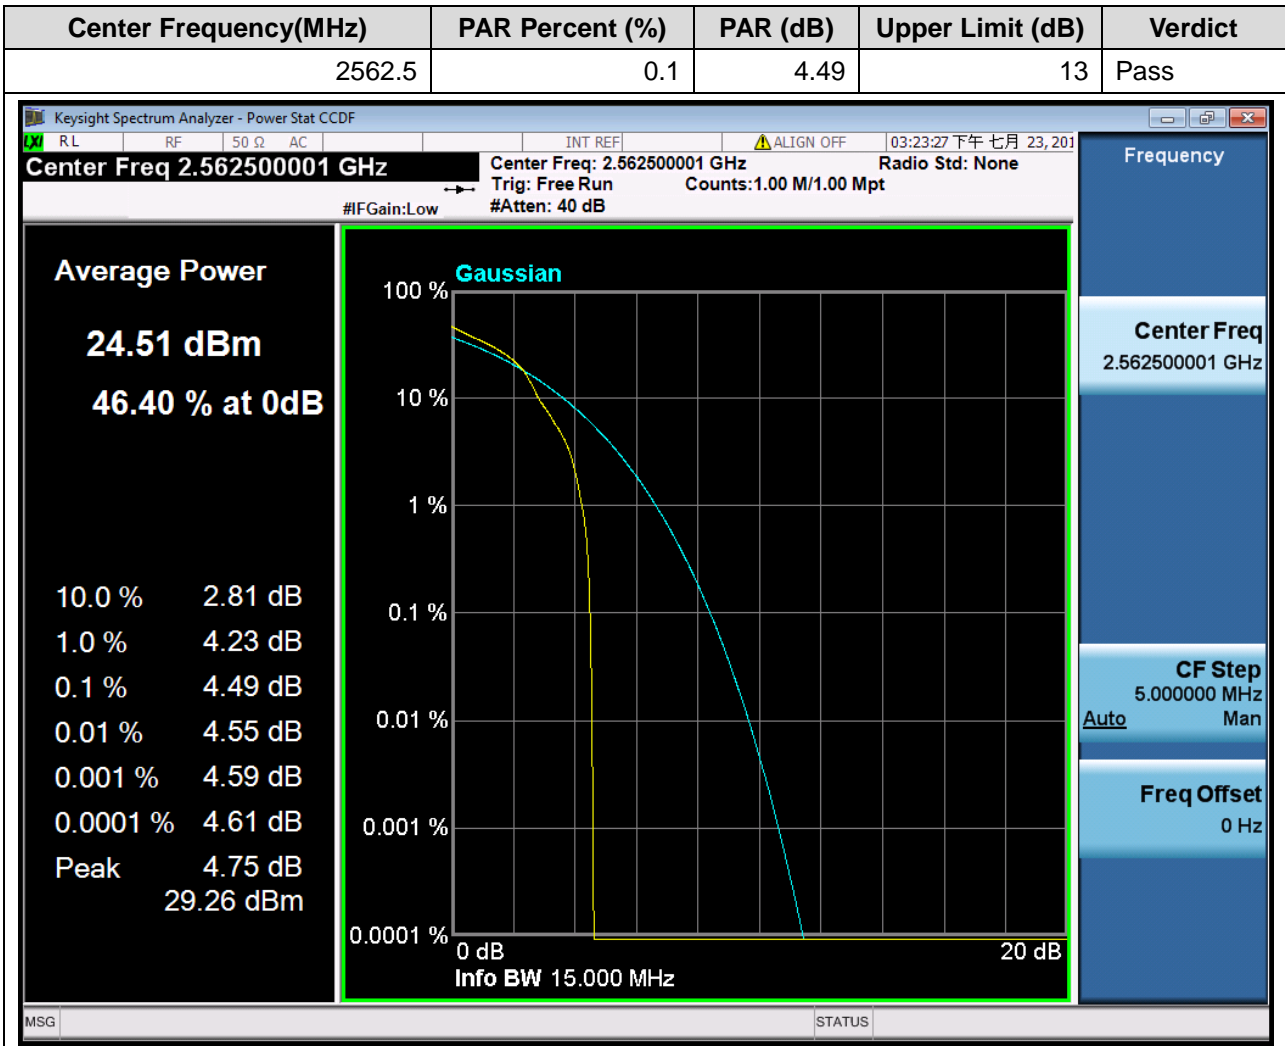 Center Frequency(MHz) PAR Percent (%) PAR (dB) Upper Limit (dB) Verdict
2562.5 0.1 4.49 13 Pass
Keysight Spectrum Analyzer - Power Stat CCDF
LXI RL RF 50 Ω AC INT REF ALIGN OFF 03:23:27 下午 七月 23, 201
Center Freq 2.562500001 GHz
Center Freq: 2.562500001 GHz Radio Std: None
Trig: Free Run Counts:1.00 M/1.00 Mpt
#IFGain:Low #Atten: 40 dB
Average Power
24.51 dBm
46.40 % at 0dB
10.0 % 2.81 dB
1.0 % 4.23 dB
0.1 % 4.49 dB
0.01 % 4.55 dB
0.001 % 4.59 dB
0.0001 % 4.61 dB
Peak 4.75 dB
29.26 dBm
Gaussian
100 %
10 %
1 %
0.1 %
0.01 %
0.001 %
0.0001 %
0 dB 20 dB
Info BW 15.000 MHz
Frequency
Center Freq
2.562500001 GHz
CF Step
5.000000 MHz
Auto Man
Freq Offset
0 Hz
MSG STATUS